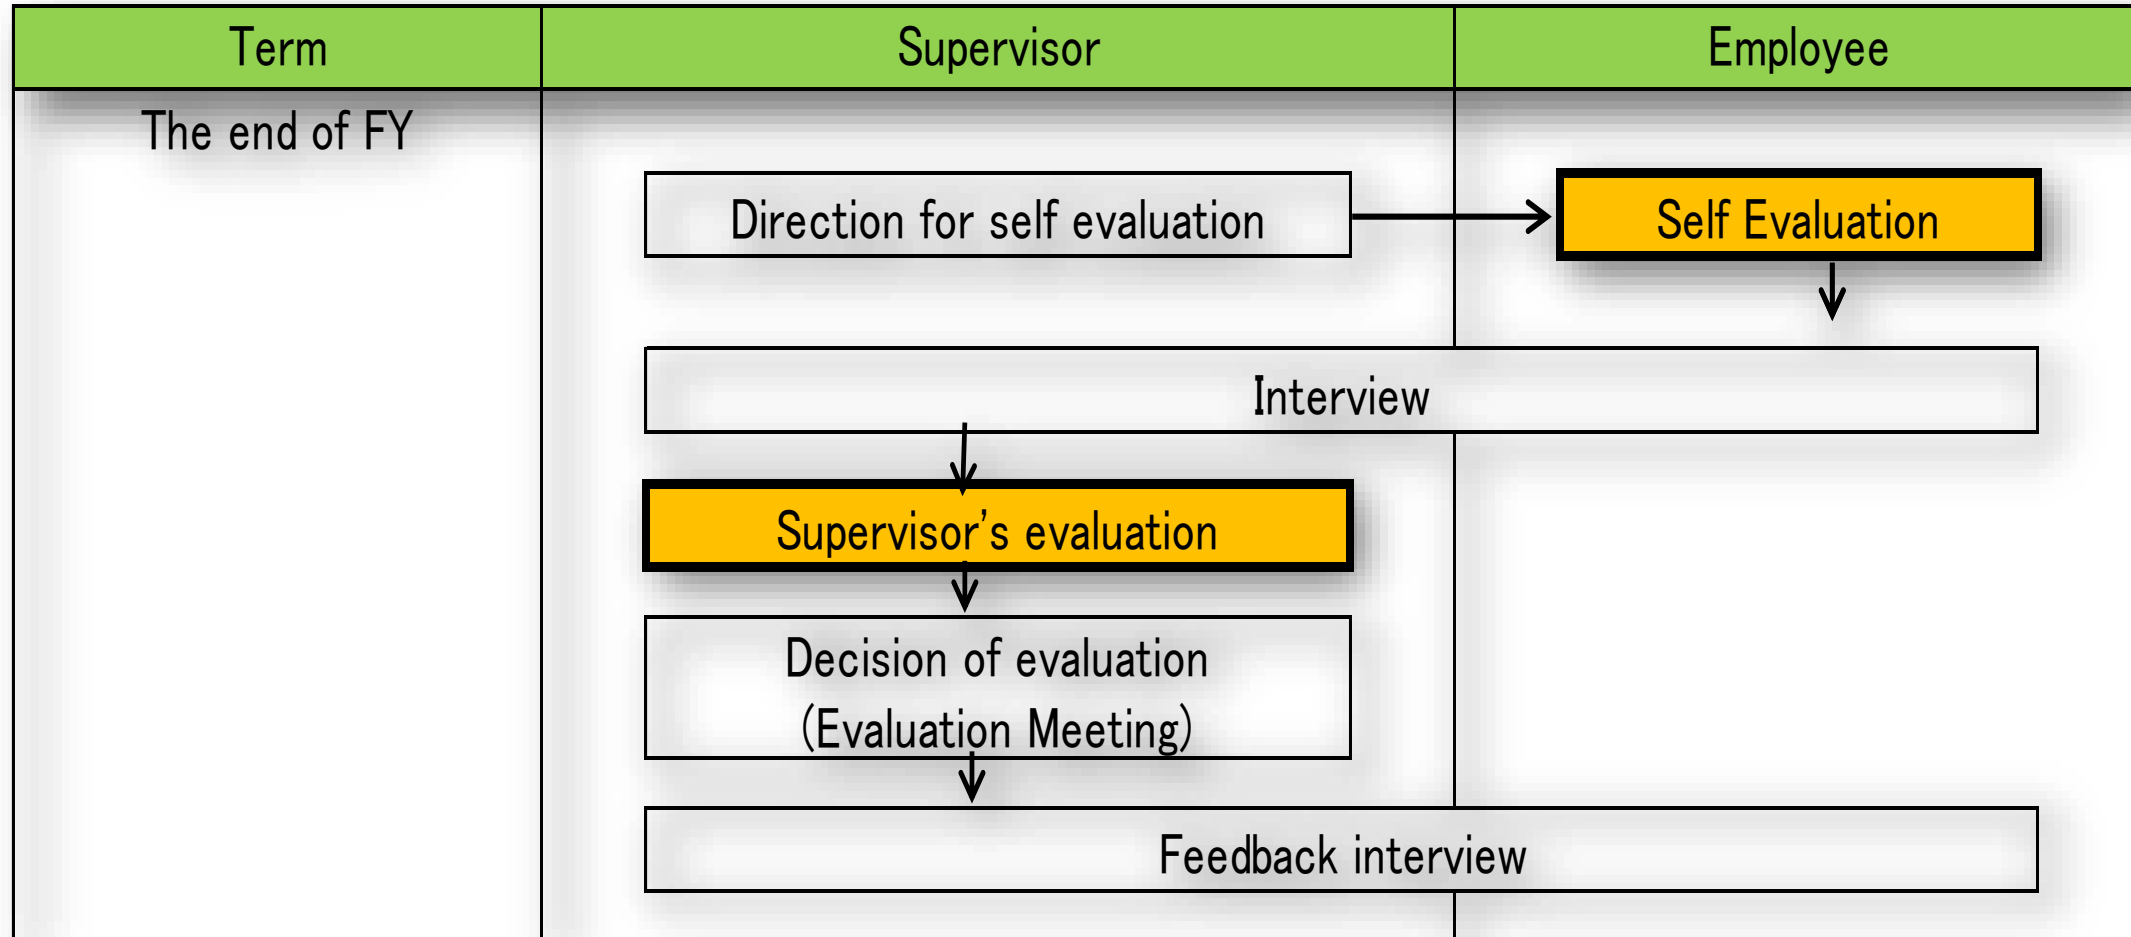 Term
Supervisor
Employee
The end of FY
Direction for self evaluation
Self Evaluation
Interview
Supervisor's evaluation
Decision of evaluation
(Evaluation Meeting)
Feedback interview